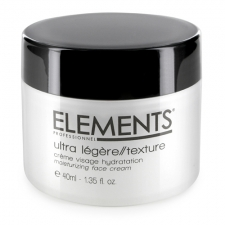 ELEMENTS®
PROFESSIONNEL
ultra légère//texture
crème visage hydratation
moisturizing face cream
e 40ml - 1.35 fl. oz.